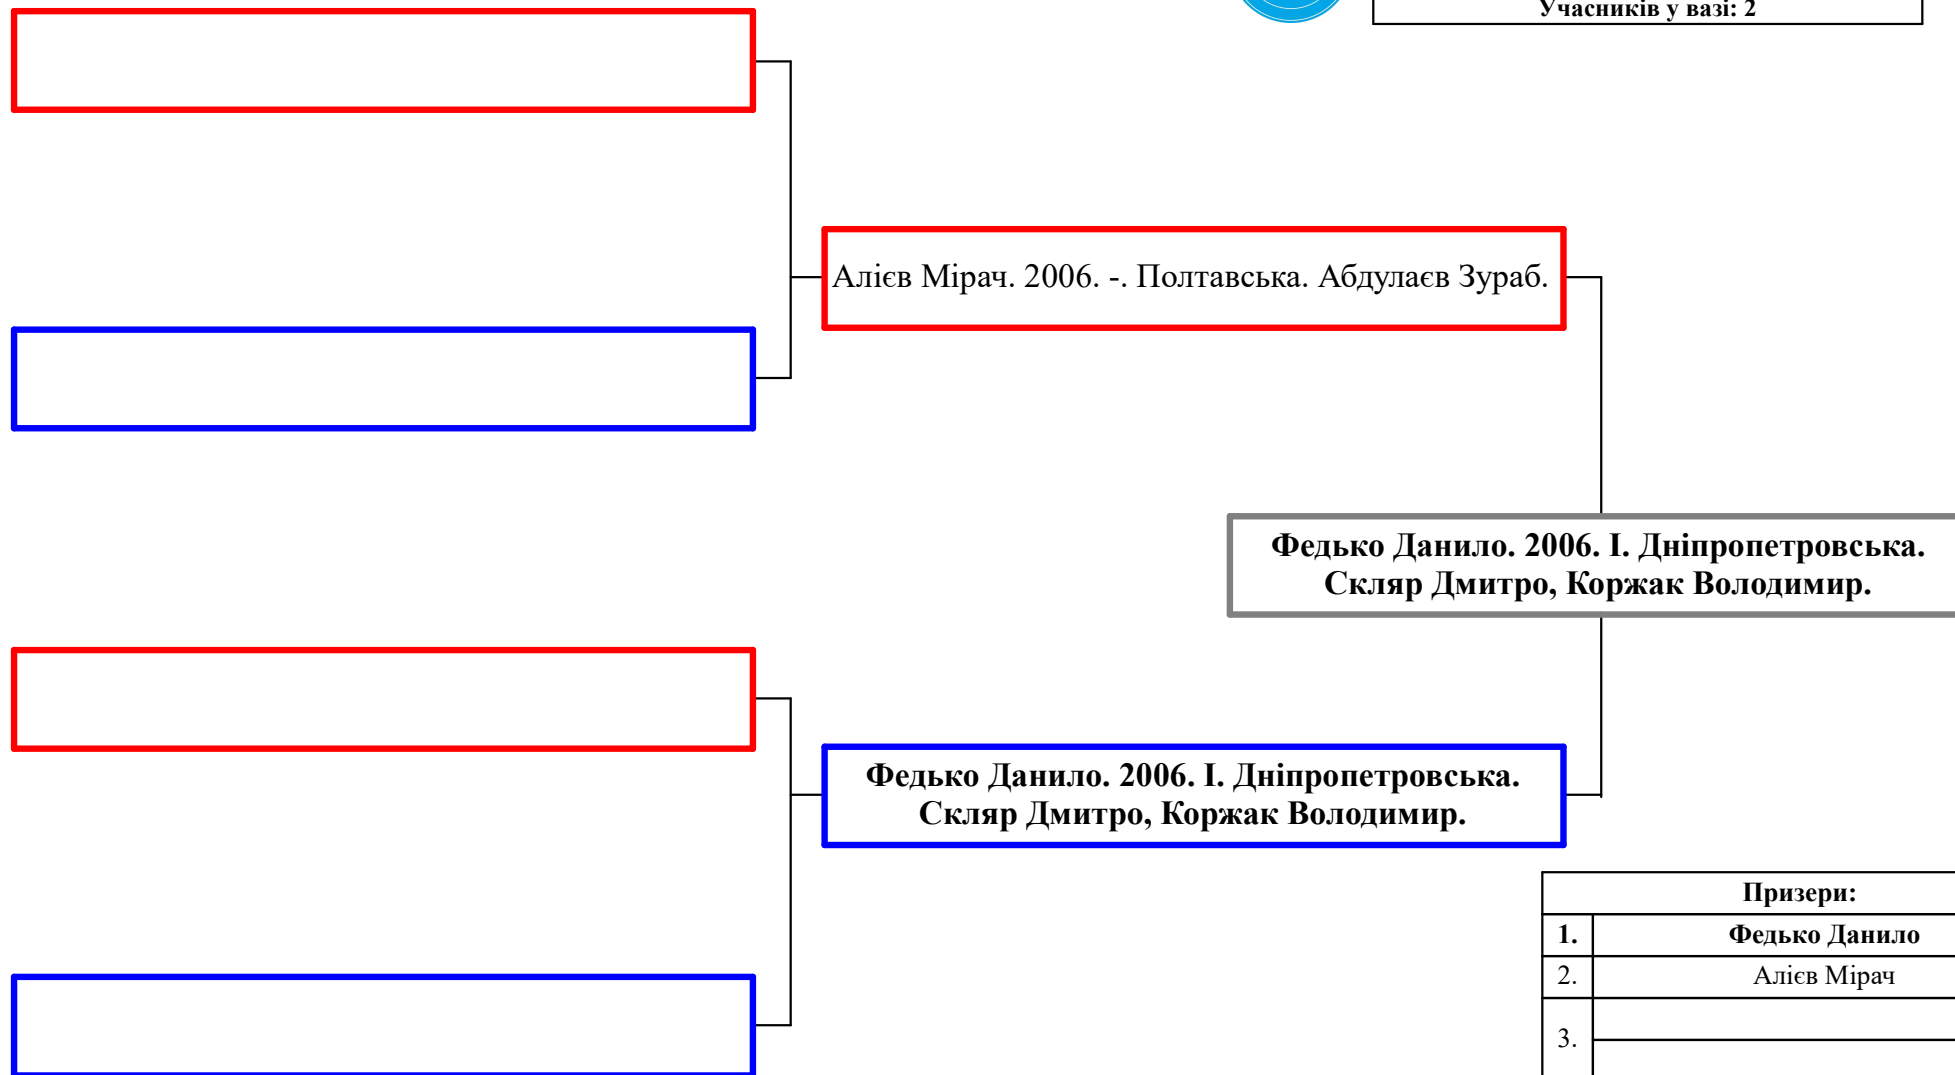 Учасників у вазі: 2
Алієв Мірач. 2006. -. Полтавська. Абдулаєв Зураб.
Федько Данило. 2006. І. Дніпропетровська.
Скляр Дмитро, Коржак Володимир.
Федько Данило. 2006. І. Дніпропетровська.
Скляр Дмитро, Коржак Володимир.
Призери:
1. Федько Данило
2. Алієв Мірач
3.